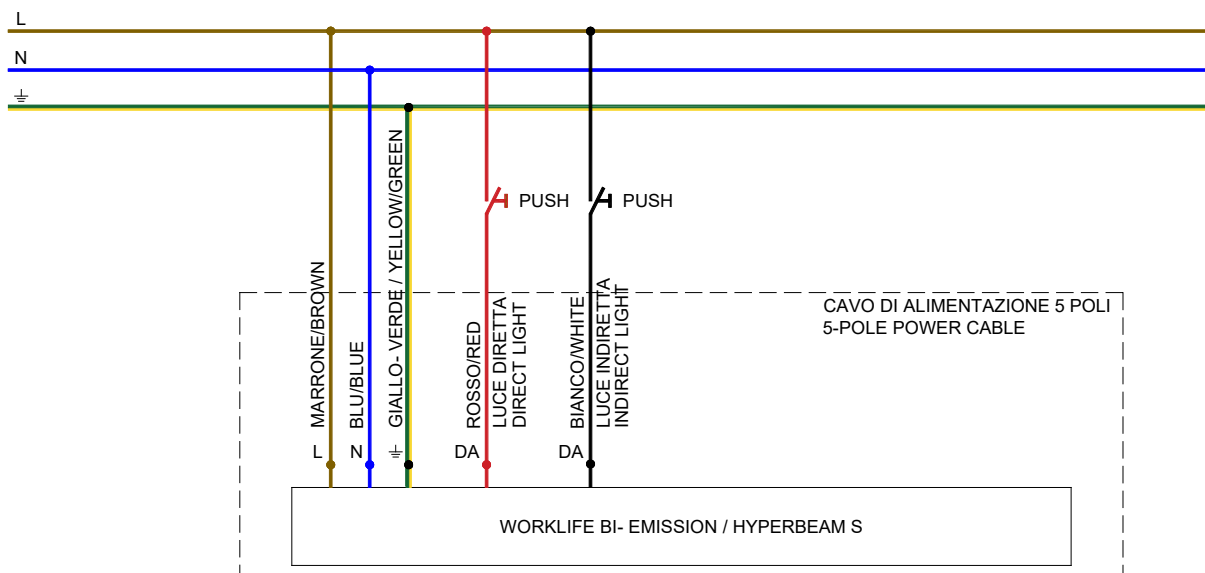 L
N
PUSH
PUSH
MARRONE/BROWN
BLU/BLUE
GIALLO- VERDE / YELLOW/GREEN
ROSSO/RED
LUCE DIRETTA
DIRECT LIGHT
BIANCO/WHITE
LUCE INDIRETTA
INDIRECT LIGHT
CAVO DI ALIMENTAZIONE 5 POLI
5-POLE POWER CABLE
L
N
DA
DA
WORKLIFE BI- EMISSION / HYPERBEAM S